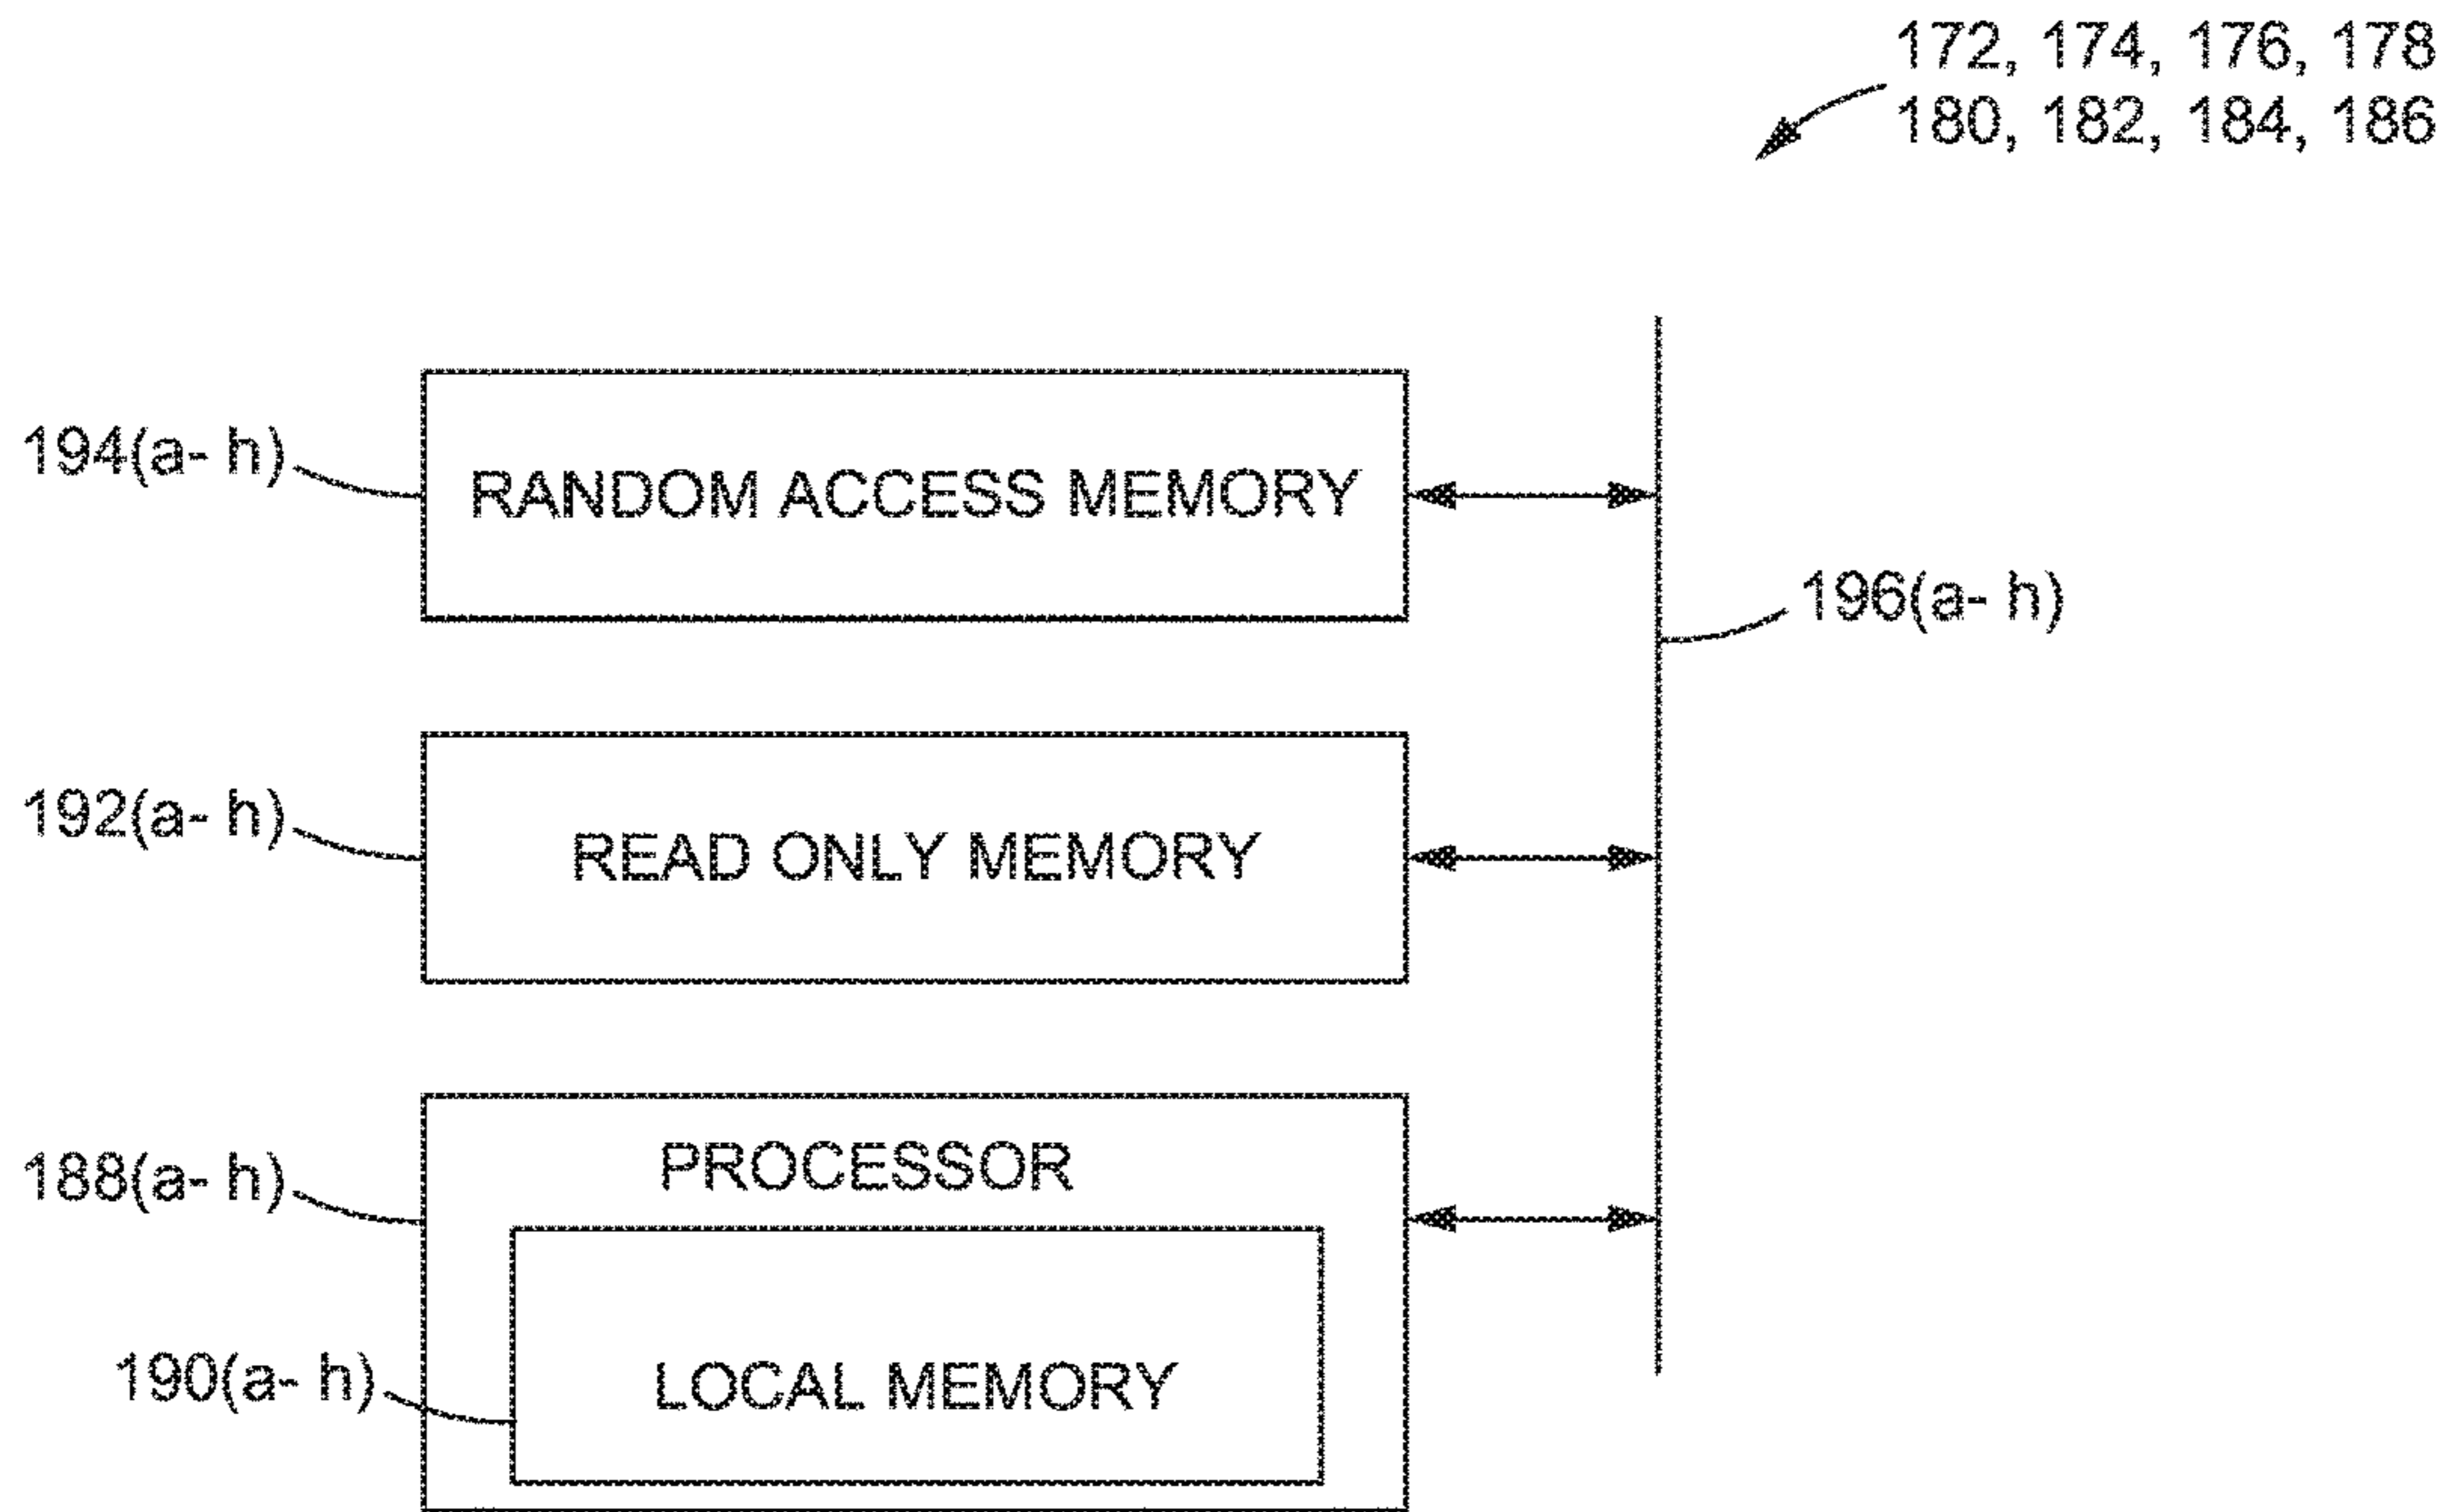 172, 174, 176, 178
180, 182, 184, 186
194(a- h)
RANDOM ACCESS MEMORY
196(a- h)
192(a- h)
READ ONLY MEMORY
188(a- h)
PROCESSOR
190(a- h)
LOCAL MEMORY